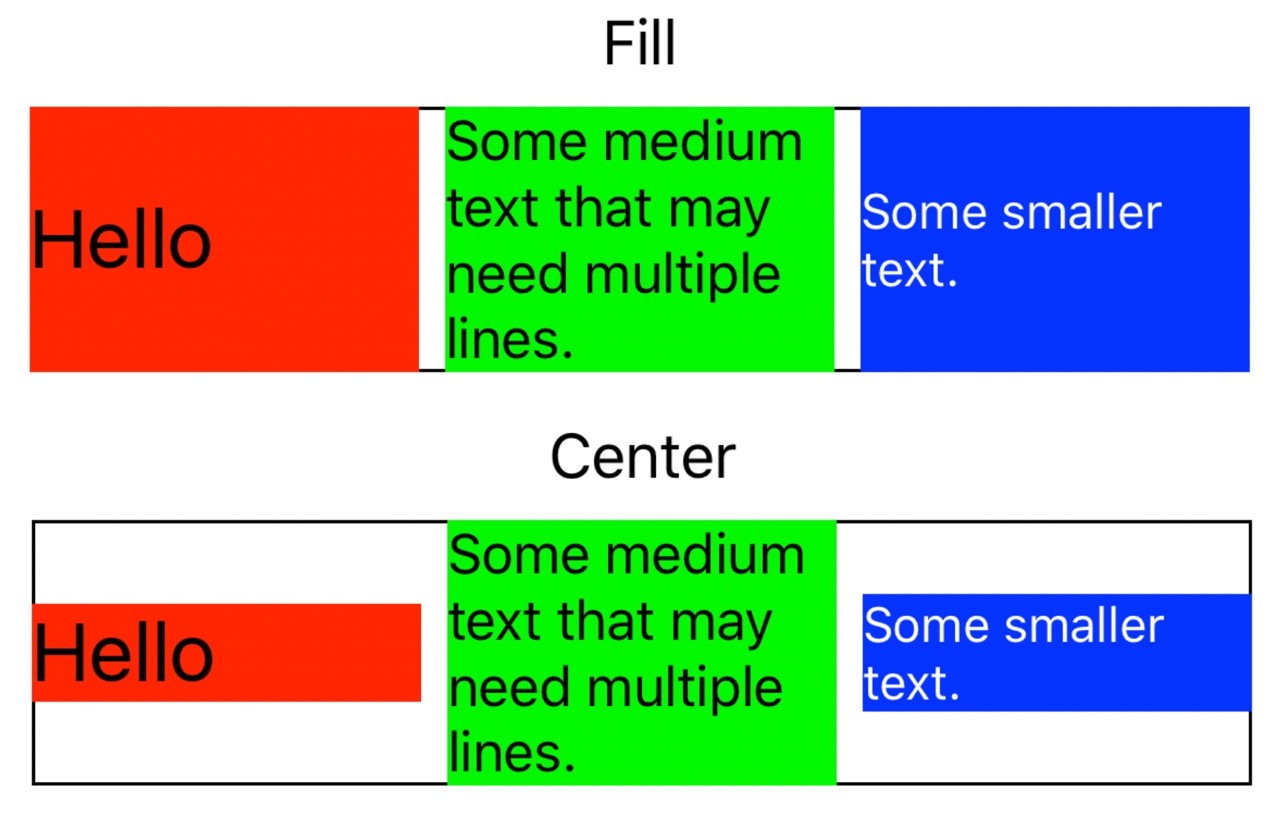 Fill
Hello
Some medium
text that may
need multiple
lines.
Some smaller
text.
Center
Hello
Some medium
text that may
need multiple
lines.
Some smaller
text.